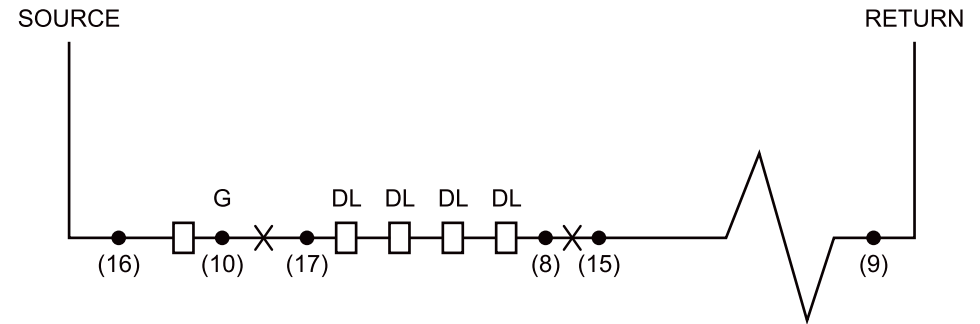 SOURCE RETURN
G DL DL DL DL
(16) (10) (17) (8) (15) (9)